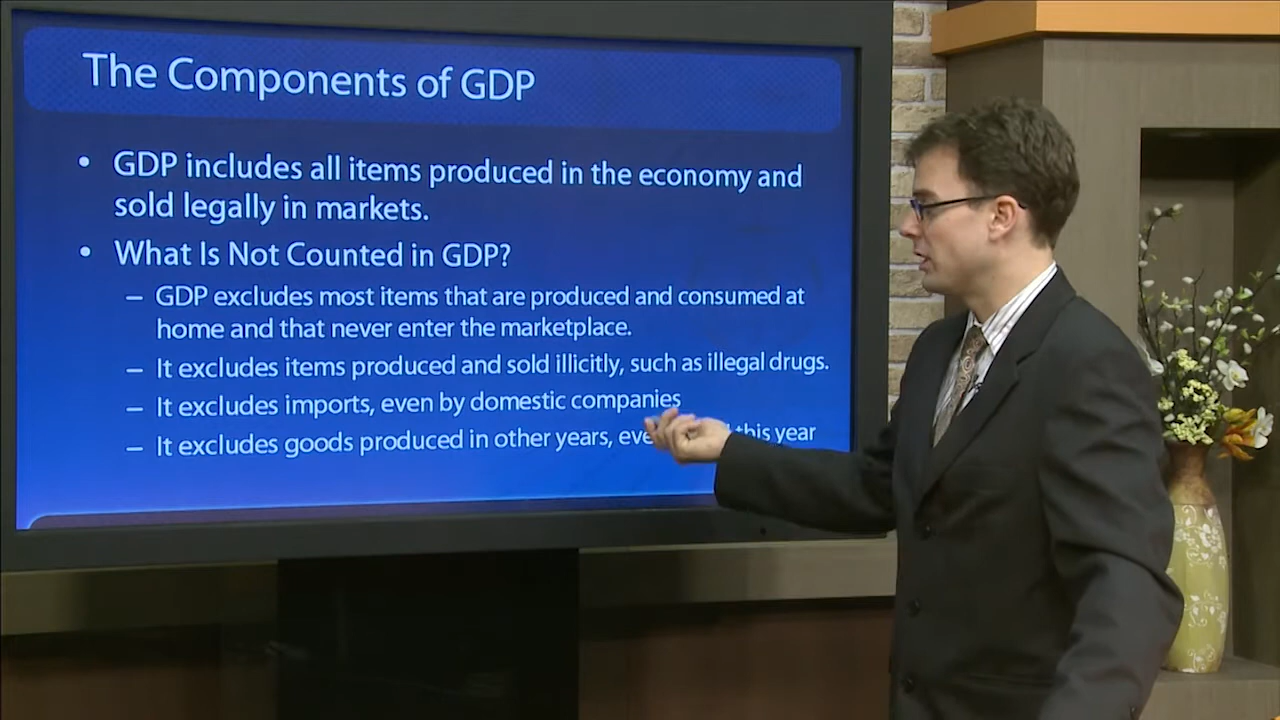 The Components of GDP
• GDP includes all items produced in the economy and
sold legally in markets.
• What Is Not Counted in GDP?
– GDP excludes most items that are produced and consumed at
home and that never enter the marketplace.
– It excludes items produced and sold illicitly, such as illegal drugs.
– It excludes imports, even by domestic companies
– It excludes goods produced in other years, this year